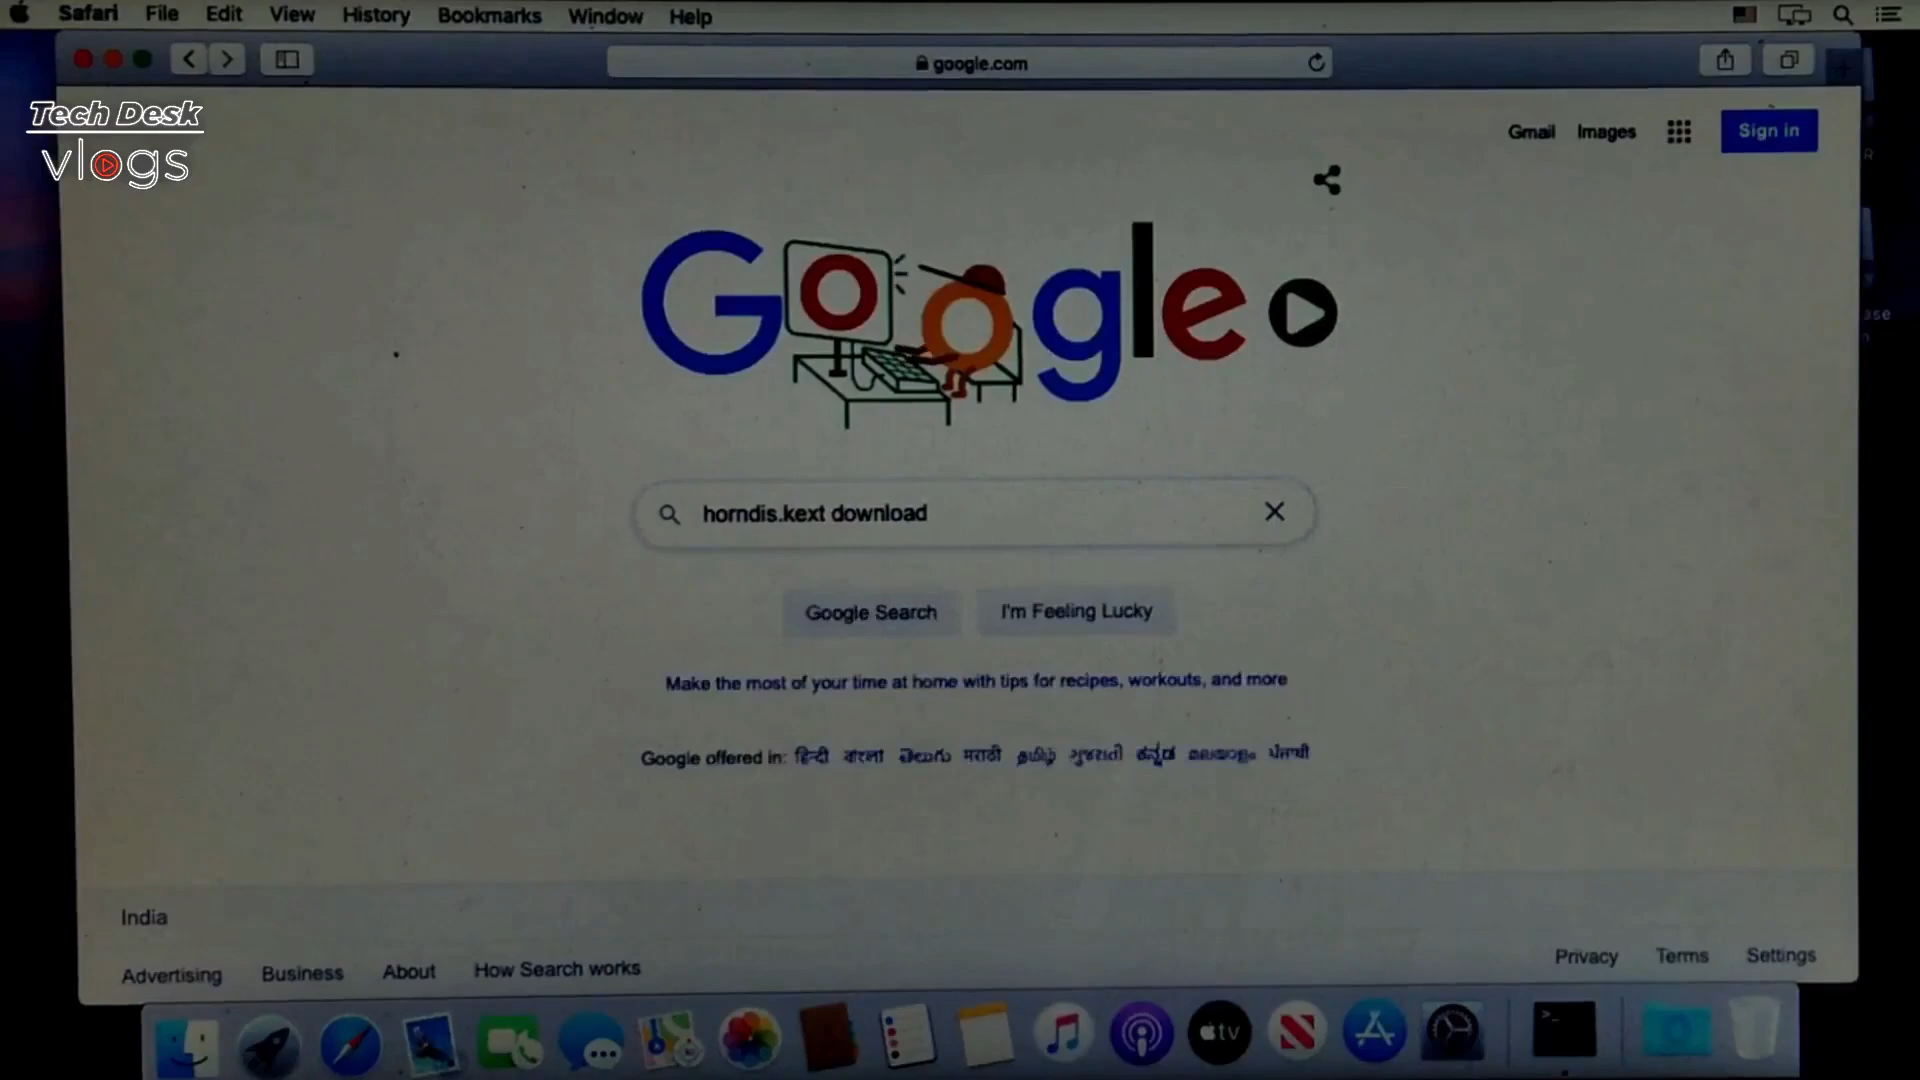 Safari File Edit View History Bookmarks Window Help
google.com
Tech Desk
vlogs
Gmail Images Sign in
Google
horndis.kext download
Google Search I'm Feeling Lucky
Make the most of your time at home with tips for recipes, workouts, and more
Google offered in: हिन्दी বাংলা తెలుగు मराठी தமிழ் ગુજરાતી ಕನ್ನಡ മലയാളം ਪੰਜਾਬੀ
India
Advertising Business About How Search works
Privacy Terms Settings
tv